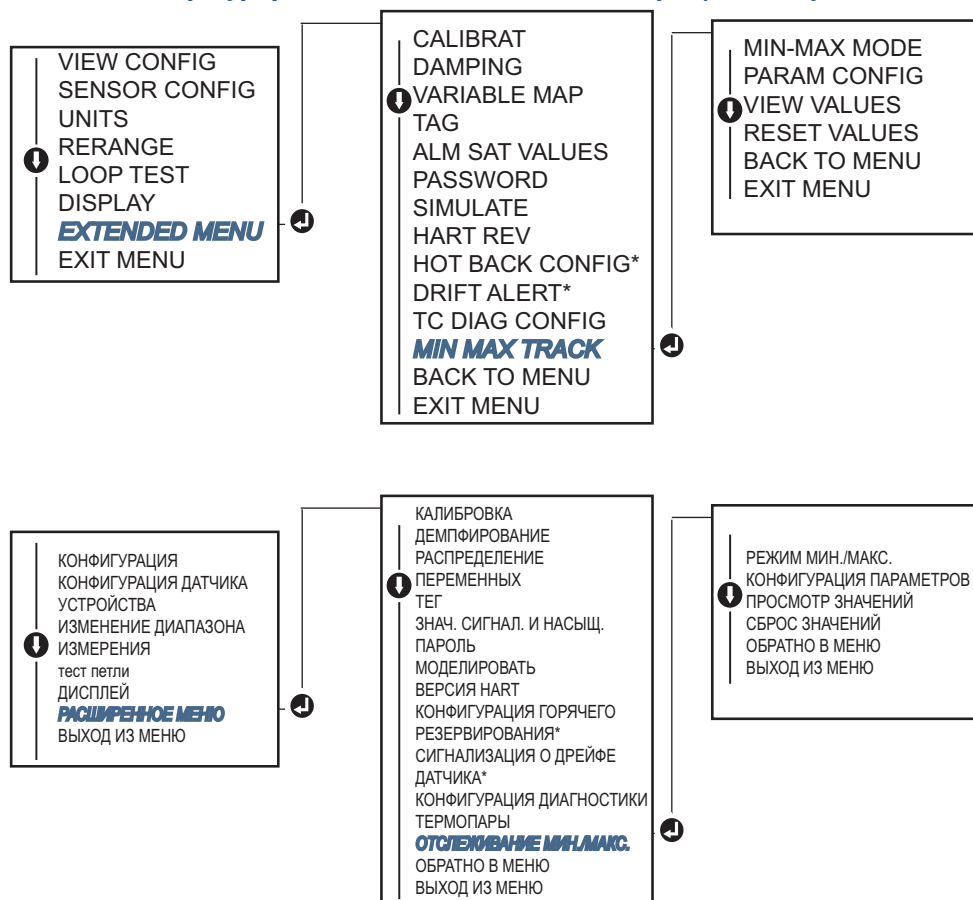 VIEW CONFIG
SENSOR CONFIG
UNITS
RERANGE
LOOP TEST
DISPLAY
EXTENDED MENU
EXIT MENU
CALIBRAT
DAMPING
VARIABLE MAP
TAG
ALM SAT VALUES
PASSWORD
SIMULATE
HART REV
HOT BACK CONFIG*
DRIFT ALERT*
TC DIAG CONFIG
MIN MAX TRACK
BACK TO MENU
EXIT MENU
MIN-MAX MODE
PARAM CONFIG
VIEW VALUES
RESET VALUES
BACK TO MENU
EXIT MENU
КОНФИГУРАЦИЯ
КОНФИГУРАЦИЯ ДАТЧИКА
УСТРОЙСТВА
ИЗМЕНЕНИЕ ДИАПАЗОНА
ИЗМЕРЕНИЯ
тест петли
ДИСПЛЕЙ
РАСШИРЕННОЕ МЕНЮ
ВЫХОД ИЗ МЕНЮ
КАЛИБРОВКА
ДЕМПФИРОВАНИЕ
РАСПРЕДЕЛЕНИЕ
ПЕРЕМЕННЫХ
ТЕГ
ЗНАЧ. СИГНАЛ. И НАСЫЩ.
ПАРОЛЬ
МОДЕЛИРОВАТЬ
ВЕРСИЯ HART
КОНФИГУРАЦИЯ ГОРЯЧЕГО
РЕЗЕРВИРОВАНИЯ*
СИГНАЛИЗАЦИЯ О ДРЕЙФЕ
ДАТЧИКА*
КОНФИГУРАЦИЯ ДИАГНОСТИКИ
ТЕРМОПАРЫ
ОТСЛЕЖИВАНИЕ МИН./МАКС.
ОБРАТНО В МЕНЮ
ВЫХОД ИЗ МЕНЮ
РЕЖИМ МИН./МАКС.
КОНФИГУРАЦИЯ ПАРАМЕТРОВ
ПРОСМОТР ЗНАЧЕНИЙ
СБРОС ЗНАЧЕНИЙ
ОБРАТНО В МЕНЮ
ВЫХОД ИЗ МЕНЮ